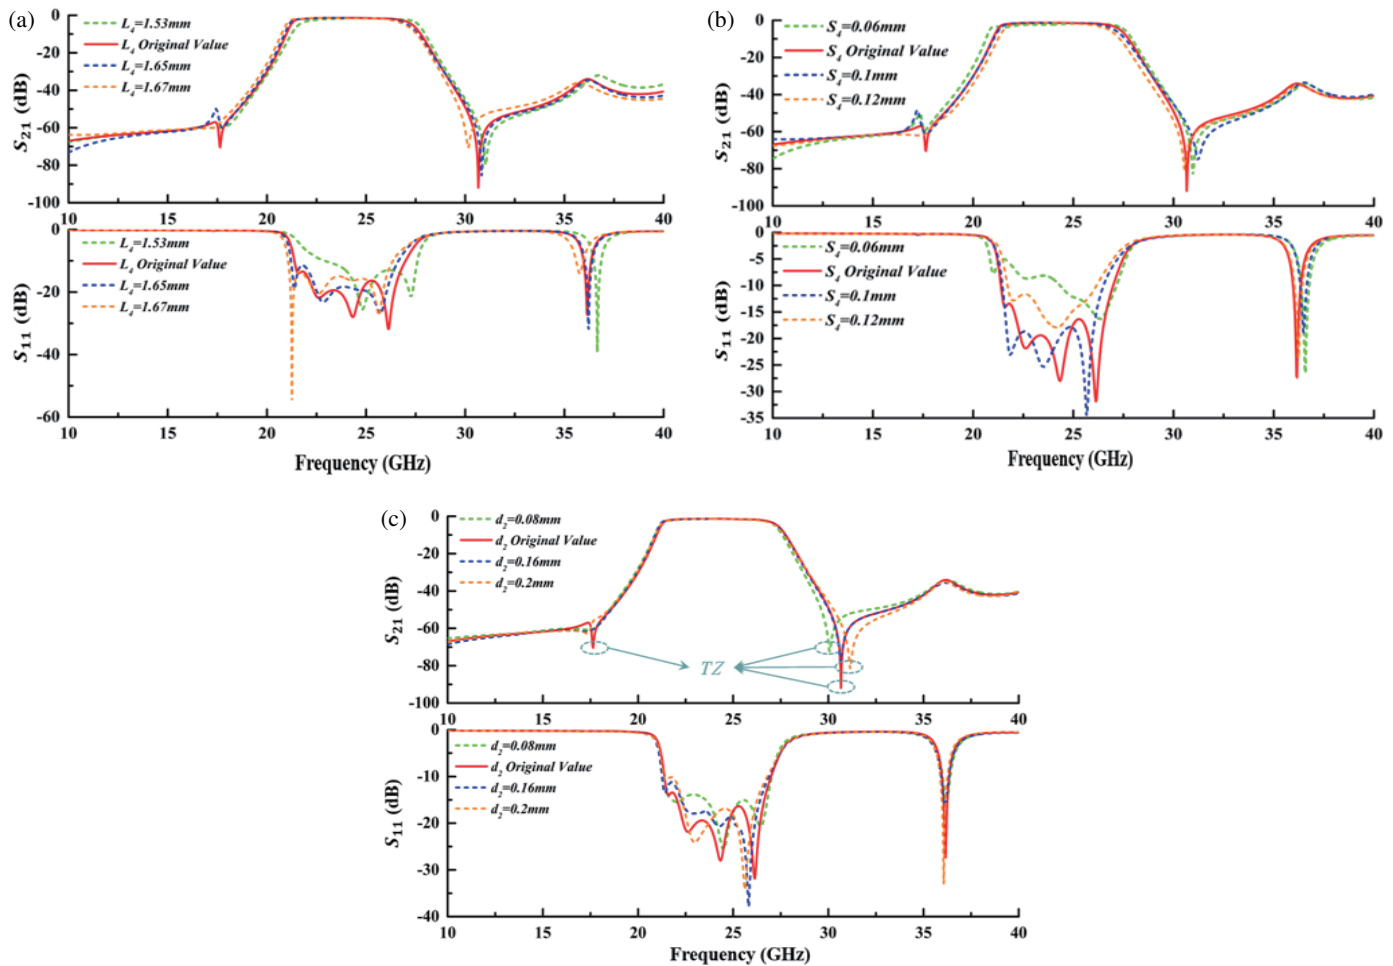 (a)
0
-20
-40
-60
-80
-100
S21 (dB)
L4=1.53mm
L4 Original Value
L4=1.65mm
L4=1.67mm
10 15 20 25 30 35 40
0
-20
-40
-60
S11 (dB)
L4=1.53mm
L4 Original Value
L4=1.65mm
L4=1.67mm
10 15 20 25 30 35 40
Frequency (GHz)
(b)
0
-20
-40
-60
-80
-100
S21 (dB)
S4=0.06mm
S4 Original Value
S4=0.1mm
S4=0.12mm
10 15 20 25 30 35 40
0
-5
-10
-15
-20
-25
-30
-35
S11 (dB)
S4=0.06mm
S4 Original Value
S4=0.1mm
S4=0.12mm
10 15 20 25 30 35 40
Frequency (GHz)
(c)
0
-20
-40
-60
-80
-100
S21 (dB)
d2=0.08mm
d2 Original Value
d2=0.16mm
d2=0.2mm
TZ
10 15 20 25 30 35 40
0
-10
-20
-30
-40
S11 (dB)
d2=0.08mm
d2 Original Value
d2=0.16mm
d2=0.2mm
10 15 20 25 30 35 40
Frequency (GHz)